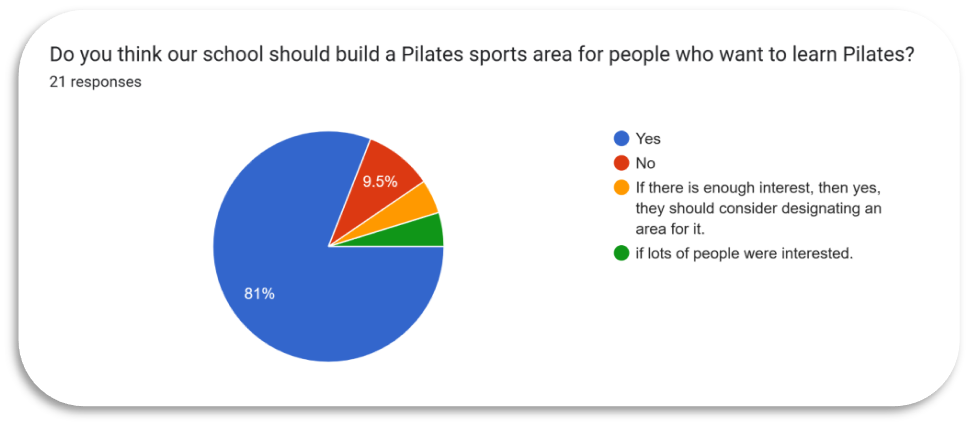 Do you think our school should build a Pilates sports area for people who want to learn Pilates?
21 responses
9.5%
81%
Yes
No
If there is enough interest, then yes,
they should consider designating an
area for it.
if lots of people were interested.